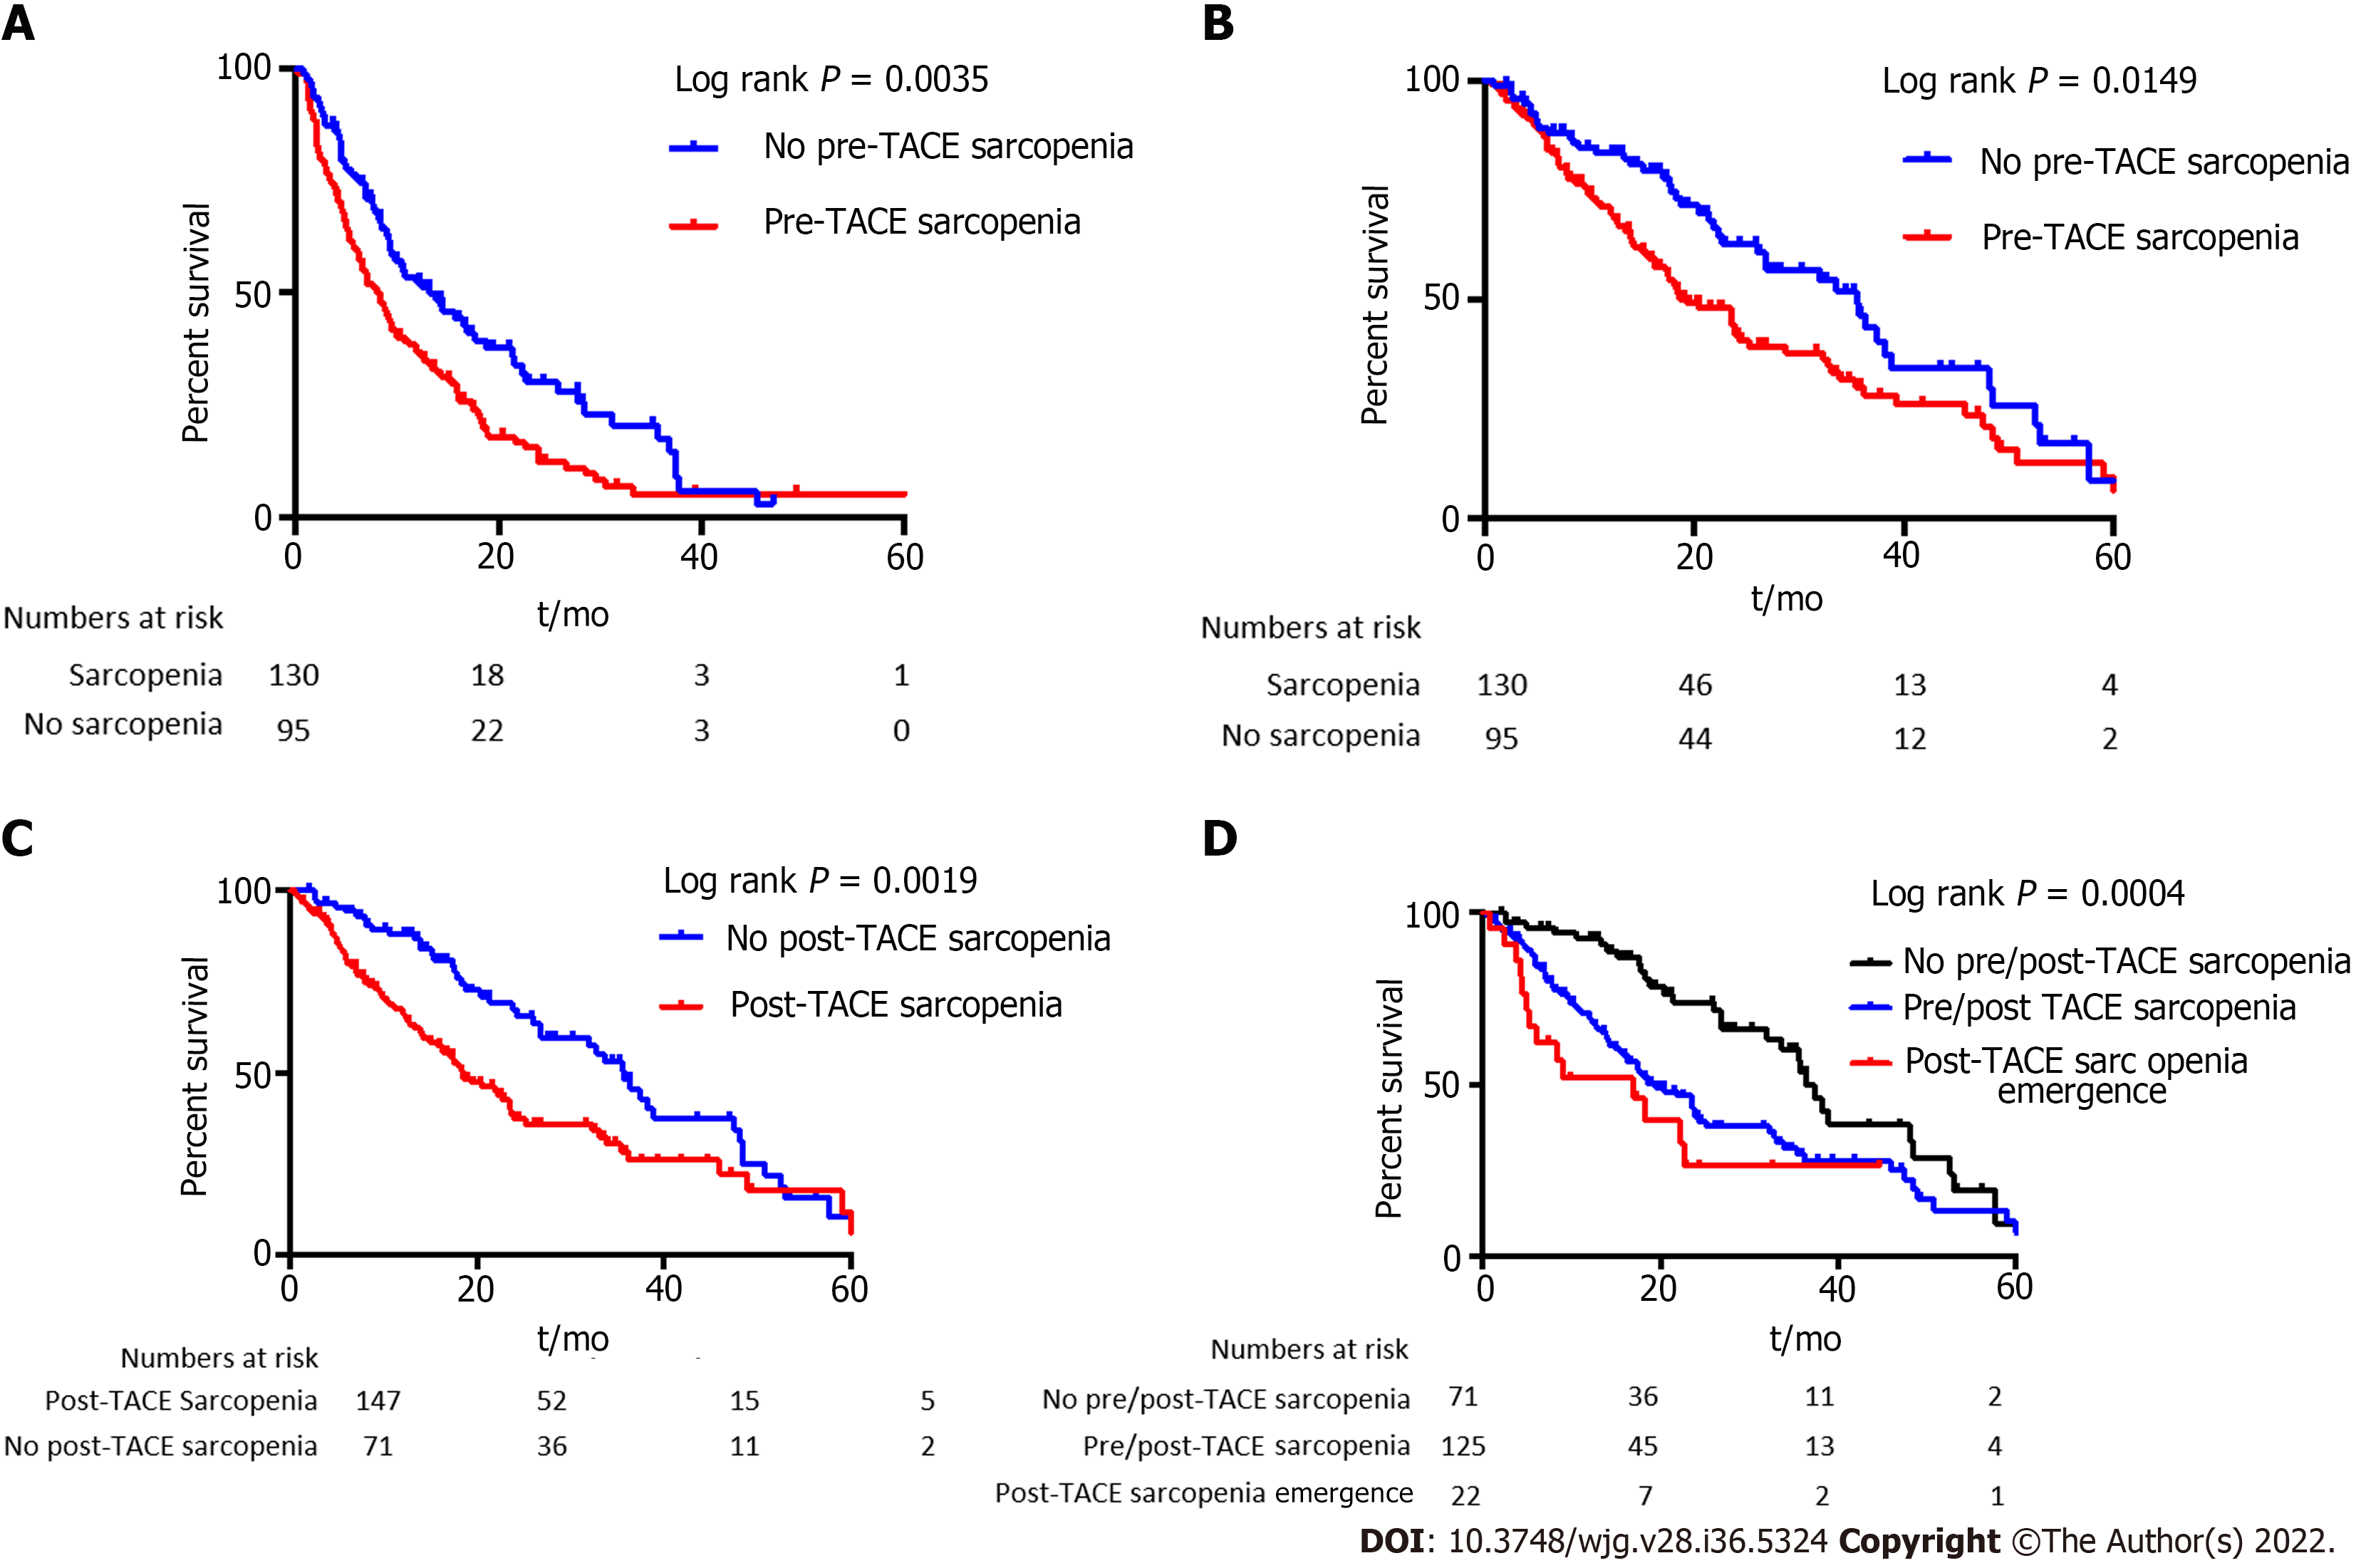 A
Log rank P = 0.0035
No pre-TACE sarcopenia
Pre-TACE sarcopenia
Percent survival
100
50
0
0 20 40 60
t/mo
Numbers at risk
Sarcopenia 130 18 3 1
No sarcopenia 95 22 3 0
B
Log rank P = 0.0149
No pre-TACE sarcopenia
Pre-TACE sarcopenia
Percent survival
100
50
0
0 20 40 60
t/mo
Numbers at risk
Sarcopenia 130 46 13 4
No sarcopenia 95 44 12 2
C
Log rank P = 0.0019
No post-TACE sarcopenia
Post-TACE sarcopenia
Percent survival
100
50
0
0 20 40 60
t/mo
Numbers at risk
Post-TACE Sarcopenia 147 52 15 5
No post-TACE sarcopenia 71 36 11 2
D
Log rank P = 0.0004
No pre/post-TACE sarcopenia
Pre/post TACE sarcopenia
Post-TACE sarc openia
emergence
Percent survival
100
50
0
0 20 40 60
t/mo
Numbers at risk
No pre/post-TACE sarcopenia 71 36 11 2
Pre/post-TACE sarcopenia 125 45 13 4
Post-TACE sarcopenia emergence 22 7 2 1
DOI: 10.3748/wjg.v28.i36.5324 Copyright ©The Author(s) 2022.